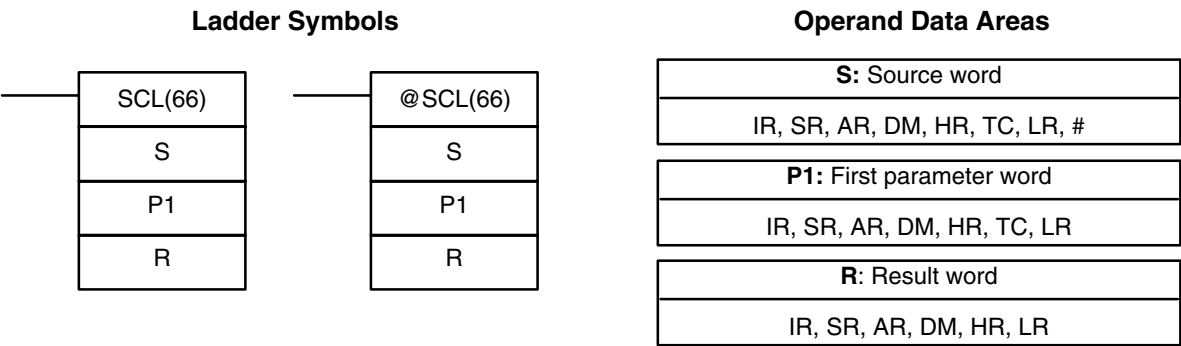 Ladder Symbols
SCL(66)
S
P1
R
@SCL(66)
S
P1
R
Operand Data Areas
S: Source word
IR, SR, AR, DM, HR, TC, LR, #
P1: First parameter word
IR, SR, AR, DM, HR, TC, LR
R: Result word
IR, SR, AR, DM, HR, LR